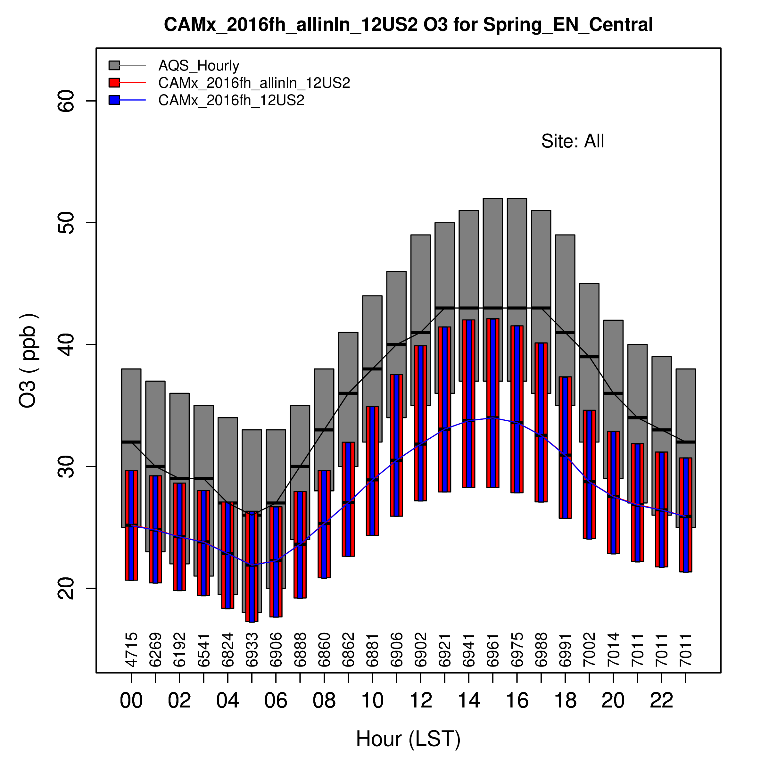 CAMx_2016fh_allinln_12US2 O3 for Spring_EN_Central
AQS_Hourly
CAMx_2016fh_allinln_12US2
CAMx_2016fh_12US2
Site: All
60
50
40
30
20
O3 ( ppb )
4715 6269 6192 6541 6824 6933 6906 6888 6860 6862 6881 6906 6902 6921 6941 6961 6975 6988 6991 7002 7014 7011 7011 7011
00 02 04 06 08 10 12 14 16 18 20 22
Hour (LST)